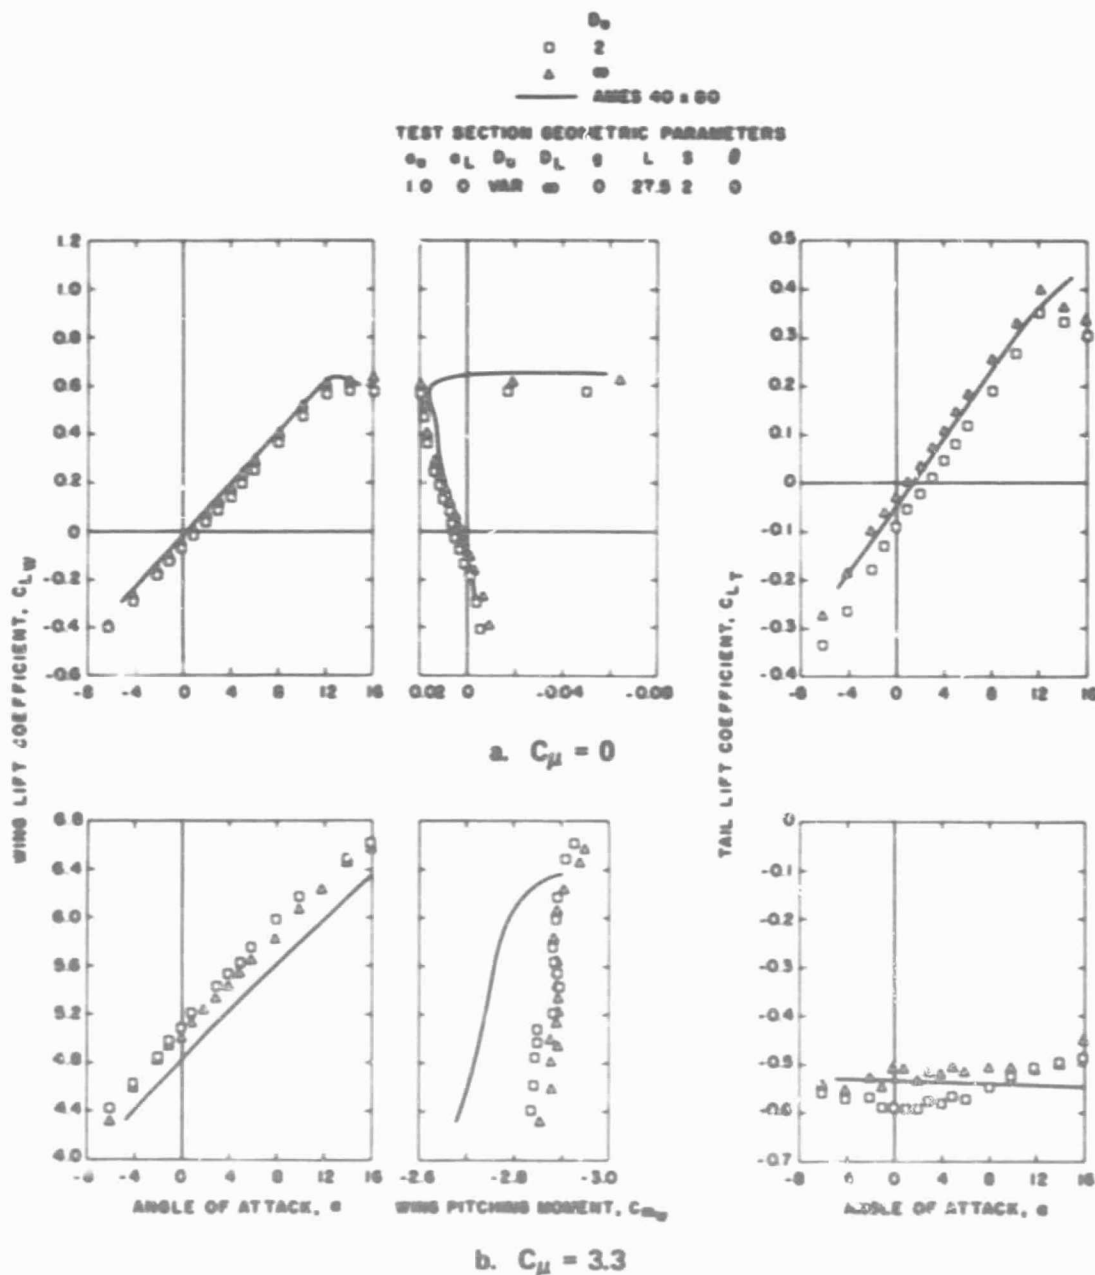 Dᵤ
□ 2
△ ∞
AMES 40 x 80
TEST SECTION GEOMETRIC PARAMETERS
aᵤ a_L Dᵤ D_L g L S θ
1.0 0 VAR ∞ 0 27.5 2 0
WING LIFT COEFFICIENT, C_LW
1.2
1.0
0.8
0.6
0.4
0.2
0
-0.2
-0.4
-0.6
-8 -4 0 4 8 12 16
0.02 0 -0.04 -0.08
TAIL LIFT COEFFICIENT, C_LT
0.5
0.4
0.3
0.2
0.1
0
-0.1
-0.2
-0.3
-0.4
-8 -4 0 4 8 12 16
a. Cμ = 0
6.8
6.4
6.0
5.6
5.2
4.8
4.4
4.0
-8 -4 0 4 8 12 16
ANGLE OF ATTACK, α
-2.6 -2.8 -3.0
WING PITCHING MOMENT, C_mw
0
-0.1
-0.2
-0.3
-0.4
-0.5
-0.6
-0.7
-8 -4 0 4 8 12 16
ANGLE OF ATTACK, α
b. Cμ = 3.3